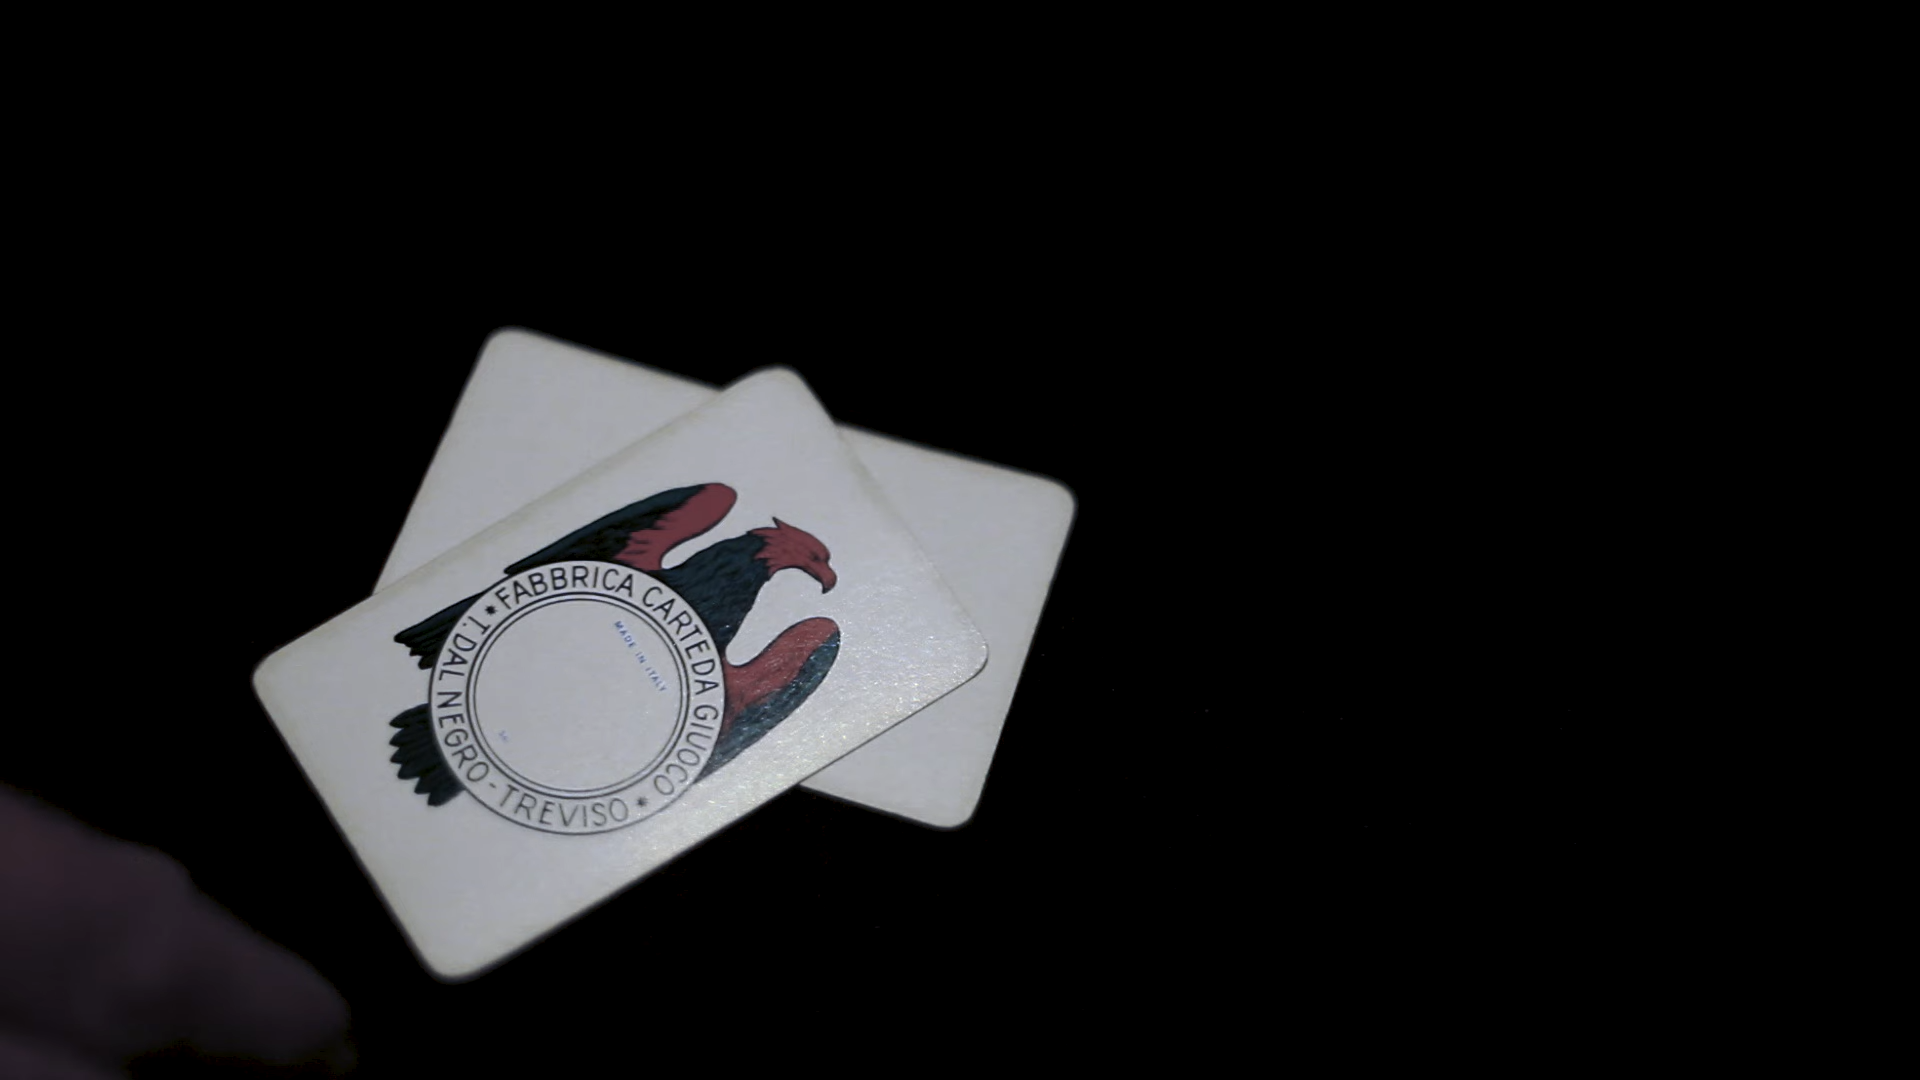 * FABBRICA CARTE DA GIUOCO *
T. DAL NEGRO - TREVISO
MADE IN ITALY